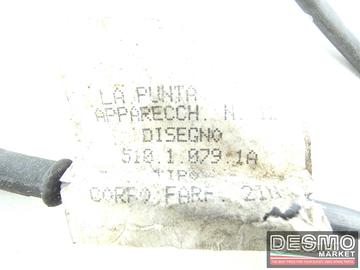 LA PUNTA
APPARECCH. N.
DISEGNO
510.1.079.1A
TIPO
CORPO FARF.
DESMO
MARKET